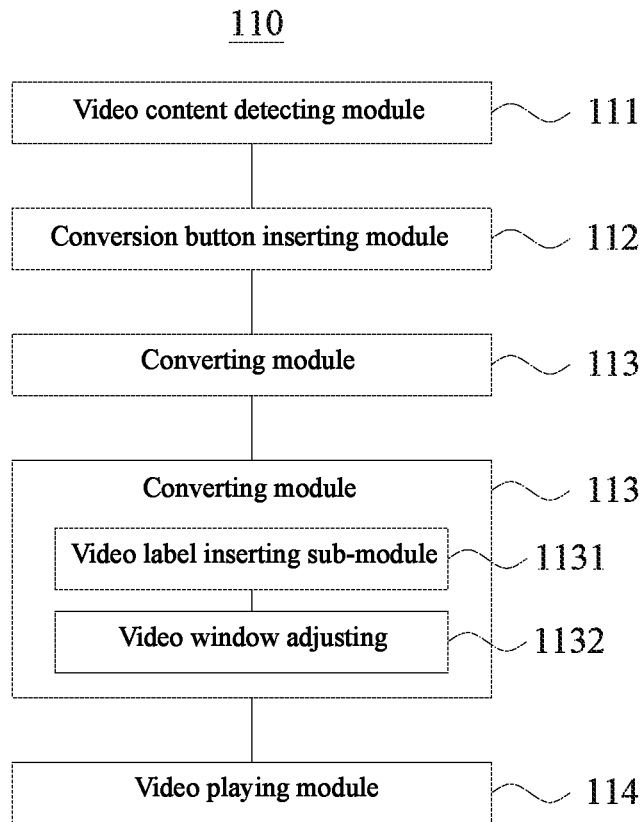 110
Video content detecting module 111
Conversion button inserting module 112
Converting module 113
Converting module 113
Video label inserting sub-module 1131
Video window adjusting 1132
Video playing module 114